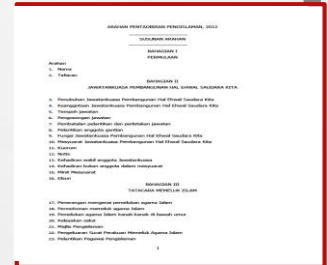 ARAHAN PENTADBIRAN PENGISLAMAN, 2012
SUSUNAN ARAHAN
BAHAGIAN I
PERMULAAN
Arahan
1. Nama
2. Tafsiran
BAHAGIAN II
JAWATANKUASA PEMBANGUNAN HAL EHWAL SAUDARA KITA
3. Penubuhan Jawatankuasa Pembangunan Hal Ehwal Saudara Kita
4. Keanggotaan Jawatankuasa Pembangunan Hal Ehwal Saudara Kita
5. Tempoh jawatan
6. Pengosongan jawatan
7. Pembatalan pelantikan dan perletakan jawatan
8. Pelantikan anggota gantian
9. Fungsi Jawatankuasa Pembangunan Hal Ehwal Saudara Kita
10. Mesyuarat Jawatankuasa Pembangunan Hal Ehwal Saudara Kita
11. Kuorum
12. Notis
13. Kehadiran wakil anggota Jawatankuasa
14. Kehadiran bukan anggota dalam mesyuarat
15. Minit Mesyuarat
16. Elaun
BAHAGIAN III
TATACARA MEMELUK ISLAM
17. Penerangan mengenai pemelukan agama Islam
18. Permohonan memeluk agama Islam
19. Pemelukan agama Islam kanak-kanak di bawah umur
20. Kelayakan saksi
21. Majlis Pengislaman
22. Pengeluaran Surat Perakuan Memeluk Agama Islam
23. Pelantikan Pegawai Pengislaman
1